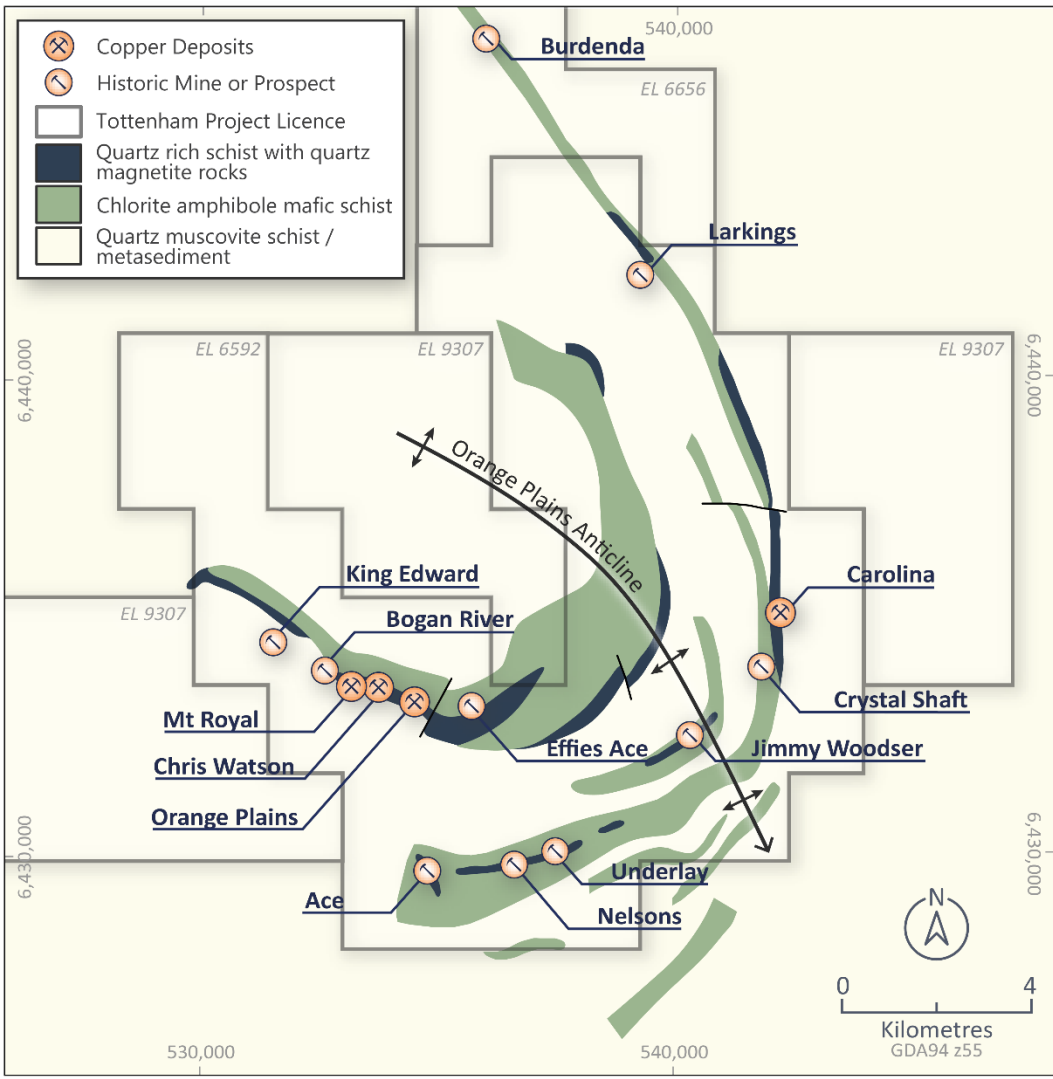 Copper Deposits
Historic Mine or Prospect
Tottenham Project Licence
Quartz rich schist with quartz
magnetite rocks
Chlorite amphibole mafic schist
Quartz muscovite schist /
metasediment
540,000
Burdenda
EL 6656
Larkings
EL 6592
EL 9307
EL 9307
6,440,000
6,440,000
Orange Plains Anticline
King Edward
Carolina
EL 9307
Bogan River
Mt Royal
Crystal Shaft
Effies Ace
Jimmy Woodser
Chris Watson
Orange Plains
6,430,000
6,430,000
Underlay
Ace
Nelsons
N
0 4
Kilometres
GDA94 z55
530,000
540,000